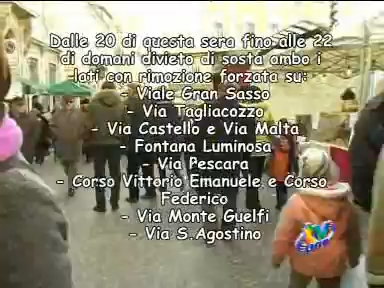 Dalle 20 di questa sera fino alle 22
di domani divieto di sosta ambo i
lati con rimozione forzata su:
- Viale Gran Sasso
- Via Tagliacozzo
- Via Castello e Via Malta
- Fontana Luminosa
- Via Pescara
- Corso Vittorio Emanuele e Corso
Federico
- Via Monte Guelfi
- Via S.Agostino